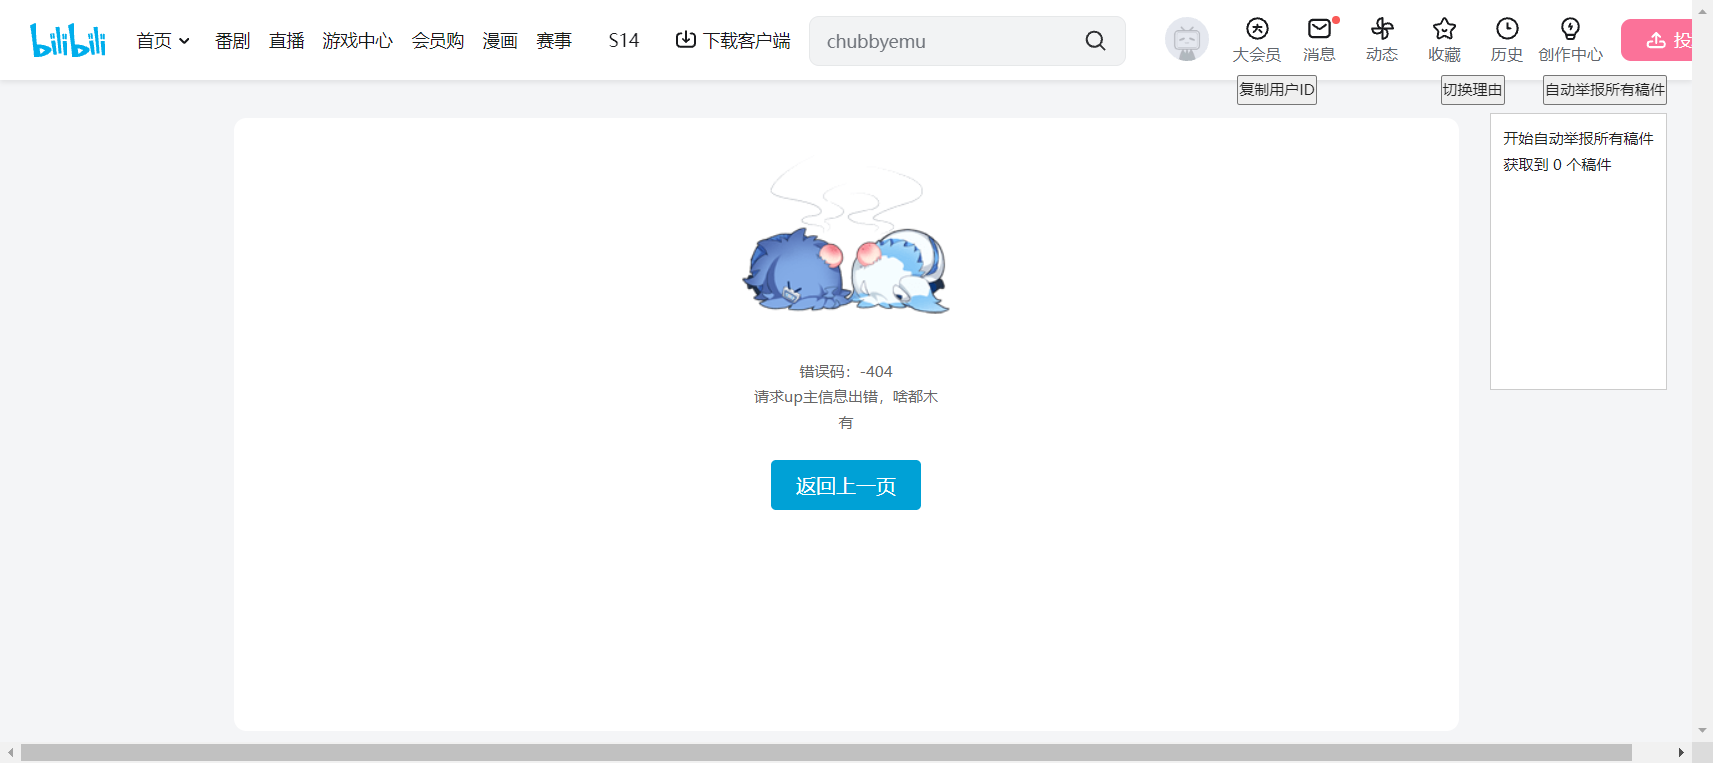 bilibili
首页 番剧 直播 游戏中心 会员购 漫画 赛事 S14 下载客户端
chubbyemu
大会员 消息 动态 收藏 历史 创作中心 投
复制用户ID 切换理由 自动举报所有稿件
开始自动举报所有稿件
获取到 0 个稿件
错误码：-404
请求up主信息出错，啥都木
有
返回上一页